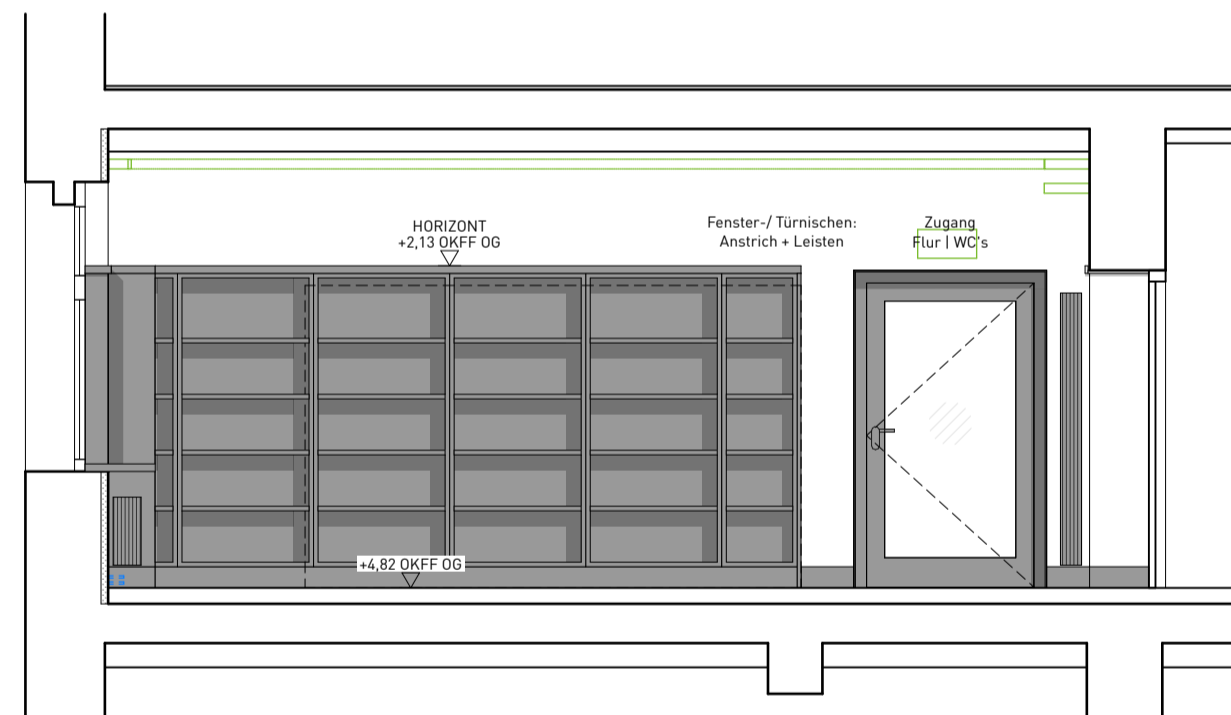 HORIZONT
+2,13 OKFF OG
Fenster-/ Türnischen:
Anstrich + Leisten
Zugang
Flur | WC's
+4,82 OKFF OG